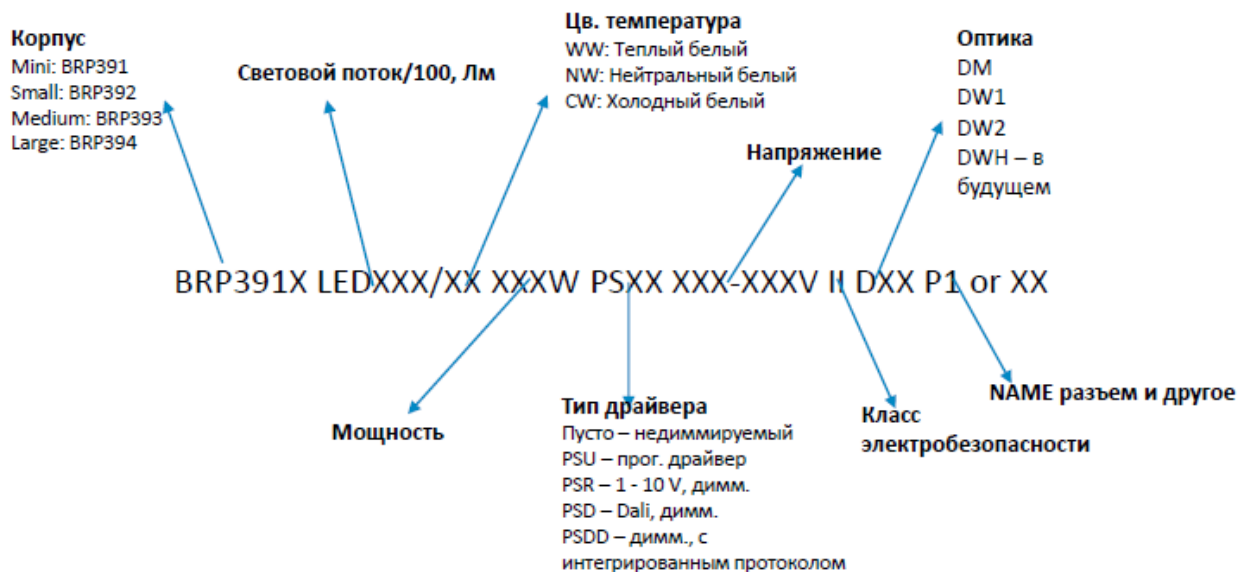 Корпус
Mini: BRP391
Small: BRP392
Medium: BRP393
Large: BRP394
Световой поток/100, Лм
Цв. температура
WW: Теплый белый
NW: Нейтральный белый
CW: Холодный белый
Напряжение
Оптика
DM
DW1
DW2
DWH – в
будущем
BRP391X LEDXXX/XX XXXW PSXX XXX-XXXV II DXX P1 or XX
Мощность
Тип драйвера
Пусто – недиммируемый
PSU – прог. драйвер
PSR – 1 - 10 V, димм.
PSD – Dali, димм.
PSDD – димм., с
интегрированным протоколом
Класс
электробезопасности
NAME разъем и другое